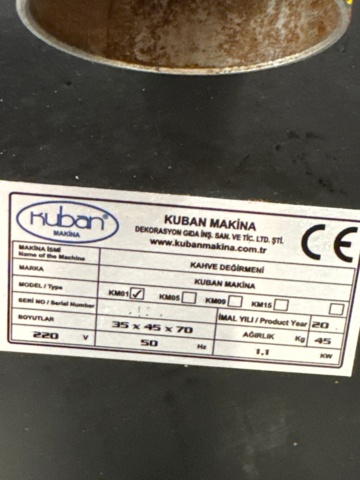 Kuban
MAKİNA
KUBAN MAKİNA
DEKORASYON GIDA İNŞ. SAN. VE TİC. LTD. ŞTİ.
www.kubanmakina.com.tr
CE
MAKİNA İSMİ
Name of the Machine
KAHVE DEĞİRMENİ
MARKA
KUBAN MAKİNA
MODEL / Type
KM01 ✓ KM05 KM09 KM15
SERİ NO / Serial Number
İMAL YILI / Product Year 20
BOYUTLAR
35 x 45 x 70
AĞIRLIK Kg 45
220 V
50 Hz
1,1 KW